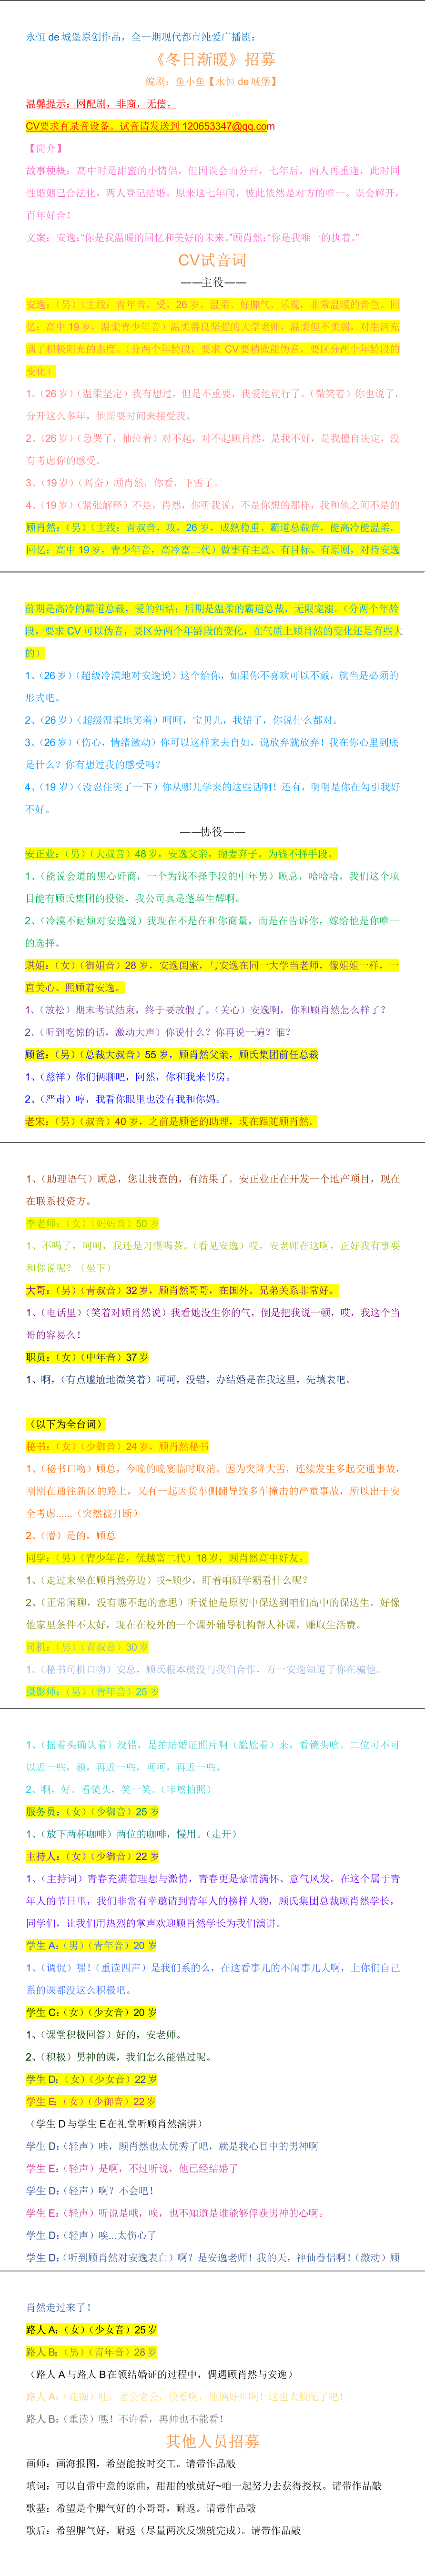 永恒 de 城堡原创作品，全一期现代都市纯爱广播剧：
《冬日渐暖》招募
编剧：鱼小鱼【永恒 de 城堡】
温馨提示：网配剧，非商，无偿。
CV要求有录音设备。试音请发送到 120653347@qq.com
【简介】
故事梗概：高中时是甜蜜的小情侣，但因误会而分开，七年后，两人再重逢，此时同
性婚姻已合法化，两人登记结婚。原来这七年间，彼此依然是对方的唯一。误会解开，
百年好合！
文案：安逸：“你是我温暖的回忆和美好的未来。”顾肖然：“你是我唯一的执着。”
CV试音词
——主役——
安逸：（男）（主线：青年音，受，26 岁，温柔、好脾气、乐观，非常温暖的音色。回
忆：高中 19 岁，温柔青少年音）温柔善良坚强的大学老师，温柔但不柔弱，对生活充
满了积极阳光的态度。（分两个年龄段，要求 CV 要稍微能伪音，要区分两个年龄段的
变化）
1、（26 岁）（温柔坚定）我有想过，但是不重要，我爱他就行了。（微笑着）你也说了，
分开这么多年，他需要时间来接受我。
2、（26 岁）（急哭了，抽泣着）对不起，对不起顾肖然，是我不好，是我擅自决定，没
有考虑你的感受。
3、（19 岁）（兴奋）顾肖然，你看，下雪了。
4、（19 岁）（紧张解释）不是，肖然，你听我说，不是你想的那样，我和他之间不是的
顾肖然：（男）（主线：青叔音，攻，26 岁，成熟稳重、霸道总裁音，能高冷能温柔。
回忆：高中 19 岁，青少年音，高冷富二代）做事有主意、有目标、有原则，对待安逸
前期是高冷的霸道总裁，爱的纠结；后期是温柔的霸道总裁，无限宠溺。（分两个年龄
段，要求 CV 可以伪音，要区分两个年龄段的变化，在气质上顾肖然的变化还是有些大
的）
1、（26 岁）（超级冷漠地对安逸说）这个给你，如果你不喜欢可以不戴，就当是必须的
形式吧。
2、（26 岁）（超级温柔地笑着）呵呵，宝贝儿，我错了，你说什么都对。
3、（26 岁）（伤心，情绪激动）你可以这样来去自如，说放弃就放弃！我在你心里到底
是什么？你有想过我的感受吗？
4、（19 岁）（没忍住笑了一下）你从哪儿学来的这些话啊！还有，明明是你在勾引我好
不好。
——协役——
安正业：（男）（大叔音）48 岁，安逸父亲，抛妻弃子。为钱不择手段。
1、（能说会道的黑心奸商，一个为钱不择手段的中年男）顾总，哈哈哈，我们这个项
目能有顾氏集团的投资，我公司真是蓬荜生辉啊。
2、（冷漠不耐烦对安逸说）我现在不是在和你商量，而是在告诉你，嫁给他是你唯一
的选择。
琪姐：（女）（御姐音）28 岁，安逸闺蜜，与安逸在同一大学当老师，像姐姐一样，一
直关心、照顾着安逸。
1、（放松）期末考试结束，终于要放假了。（关心）安逸啊，你和顾肖然怎么样了？
2、（听到吃惊的话，激动大声）你说什么？你再说一遍？谁？
顾爸：（男）（总裁大叔音）55 岁，顾肖然父亲，顾氏集团前任总裁
1、（慈祥）你们俩聊吧，阿然，你和我来书房。
2、（严肃）哼，我看你眼里也没有我和你妈。
老宋：（男）（叔音）40 岁，之前是顾爸的助理，现在跟随顾肖然。
1、（助理语气）顾总，您让我查的，有结果了。安正业正在开发一个地产项目，现在
在联系投资方。
李老师：（女）（妈妈音）50 岁
1、不喝了，呵呵，我还是习惯喝茶。（看见安逸）哎，安老师在这啊，正好我有事要
和你说呢？（坐下）
大哥：（男）（青叔音）32 岁，顾肖然哥哥，在国外。兄弟关系非常好。
1、（电话里）（笑着对顾肖然说）我看她没生你的气，倒是把我说一顿，哎，我这个当
哥的容易么！
职员：（女）（中年音）37 岁
1、啊，（有点尴尬地微笑着）呵呵，没错，办结婚是在我这里，先填表吧。
（以下为全台词）
秘书：（女）（少御音）24 岁，顾肖然秘书
1、（秘书口吻）顾总，今晚的晚宴临时取消。因为突降大雪，连续发生多起交通事故，
刚刚在通往新区的路上，又有一起因货车侧翻导致多车撞击的严重事故，所以出于安
全考虑……（突然被打断）
2、（懵）是的，顾总
同学：（男）（青少年音，优越富二代）18 岁，顾肖然高中好友。
1、（走过来坐在顾肖然旁边）哎~顾少，盯着咱班学霸看什么呢？
2、（正常闲聊，没有瞧不起的意思）听说他是原初中保送到咱们高中的保送生。好像
他家里条件不太好，现在在校外的一个课外辅导机构帮人补课，赚取生活费。
司机：（男）（青叔音）30 岁
1、（秘书司机口吻）安总，顾氏根本就没与我们合作，万一安逸知道了你在骗他。
摄影师：（男）（青年音）25 岁
1、（摇着头确认着）没错，是拍结婚证照片啊（尴尬着）来，看镜头哈。二位可不可
以近一些，额，再近一些，呵呵，再近一些。
2、啊，好。看镜头，笑一笑。（咔嚓拍照）
服务员：（女）（少御音）25 岁
1、（放下两杯咖啡）两位的咖啡，慢用。（走开）
主持人：（女）（少御音）22 岁
1、（主持词）青春充满着理想与激情，青春更是豪情满怀、意气风发。在这个属于青
年人的节日里，我们非常有幸邀请到青年人的榜样人物，顾氏集团总裁顾肖然学长，
同学们，让我们用热烈的掌声欢迎顾肖然学长为我们演讲。
学生 A：（男）（青年音）20 岁
1、（调侃）嘿！（重读四声）是我们系的么，在这看事儿的不闲事儿大啊，上你们自己
系的课都没这么积极吧。
学生 C：（女）（少女音）20 岁
1、（课堂积极回答）好的，安老师。
2、（积极）男神的课，我们怎么能错过呢。
学生 D：（女）（少女音）22 岁
学生 E：（女）（少御音）22 岁
（学生 D 与学生 E 在礼堂听顾肖然演讲）
学生 D：（轻声）哇，顾肖然也太优秀了吧，就是我心目中的男神啊
学生 E：（轻声）是啊，不过听说，他已经结婚了
学生 D：（轻声）啊？不会吧！
学生 E：（轻声）听说是哦，唉，也不知道是谁能够俘获男神的心啊。
学生 D：（轻声）唉…太伤心了
学生 D：（听到顾肖然对安逸表白）啊？是安逸老师！我的天，神仙眷侣啊！（激动）顾
肖然走过来了！
路人 A：（女）（少女音）25 岁
路人 B：（男）（青年音）28 岁
（路人 A 与路人 B 在领结婚证的过程中，偶遇顾肖然与安逸）
路人 A：（花痴）哇，老公老公，快看啊，他俩好帅啊！这也太般配了吧！
路人 B：（重读）嘿！不许看，再帅也不能看！
其他人员招募
画师：画海报图，希望能按时交工。请带作品敲
填词：可以自带中意的原曲，甜甜的歌就好~咱一起努力去获得授权。请带作品敲
歌基：希望是个脾气好的小哥哥，耐返。请带作品敲
歌后：希望脾气好，耐返（尽量两次反馈就完成）。请带作品敲